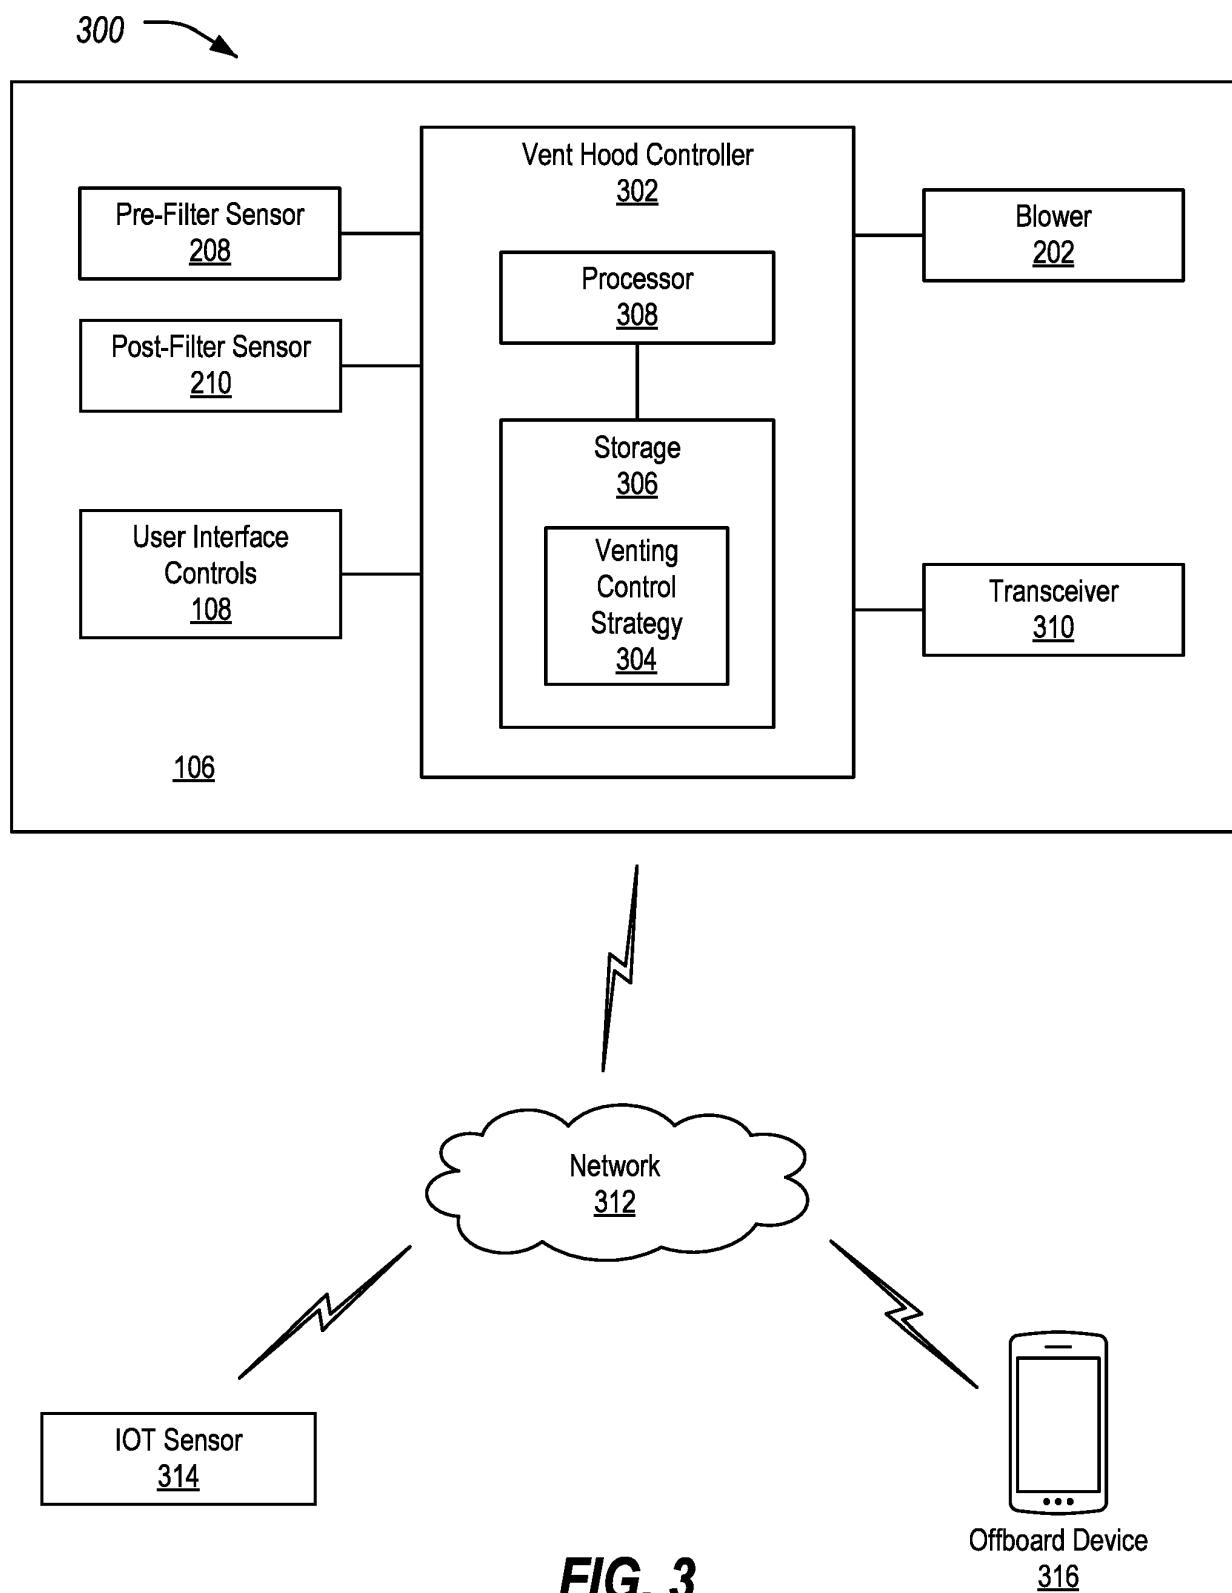 300
Vent Hood Controller
302
Pre-Filter Sensor
208
Blower
202
Processor
308
Post-Filter Sensor
210
Storage
306
User Interface
Controls
108
Venting
Control
Strategy
304
Transceiver
310
106
Network
312
IOT Sensor
314
Offboard Device
316
FIG. 3